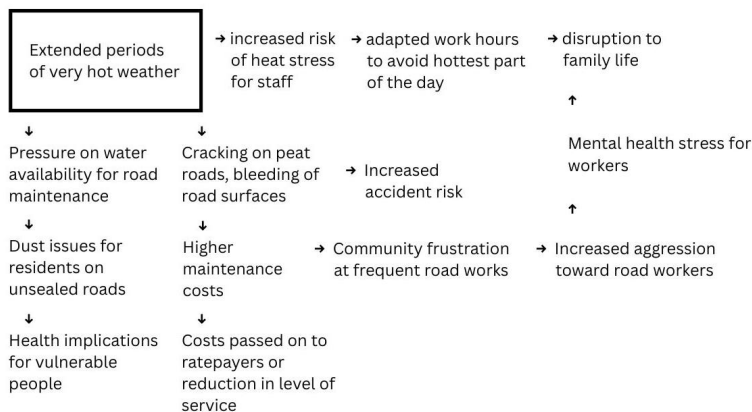 Extended periods
of very hot weather
→ increased risk
of heat stress
for staff
→ adapted work hours
to avoid hottest part
of the day
→ disruption to
family life
↑
Mental health stress for
workers
↑
↓
Pressure on water
availability for road
maintenance
↓
Cracking on peat
roads, bleeding of
road surfaces
→ Increased
accident risk
↓
Dust issues for
residents on
unsealed roads
↓
Higher
maintenance
costs
→ Community frustration
at frequent road works
→ Increased aggression
toward road workers
↓
Health implications
for vulnerable
people
↓
Costs passed on to
ratepayers or
reduction in level of
service